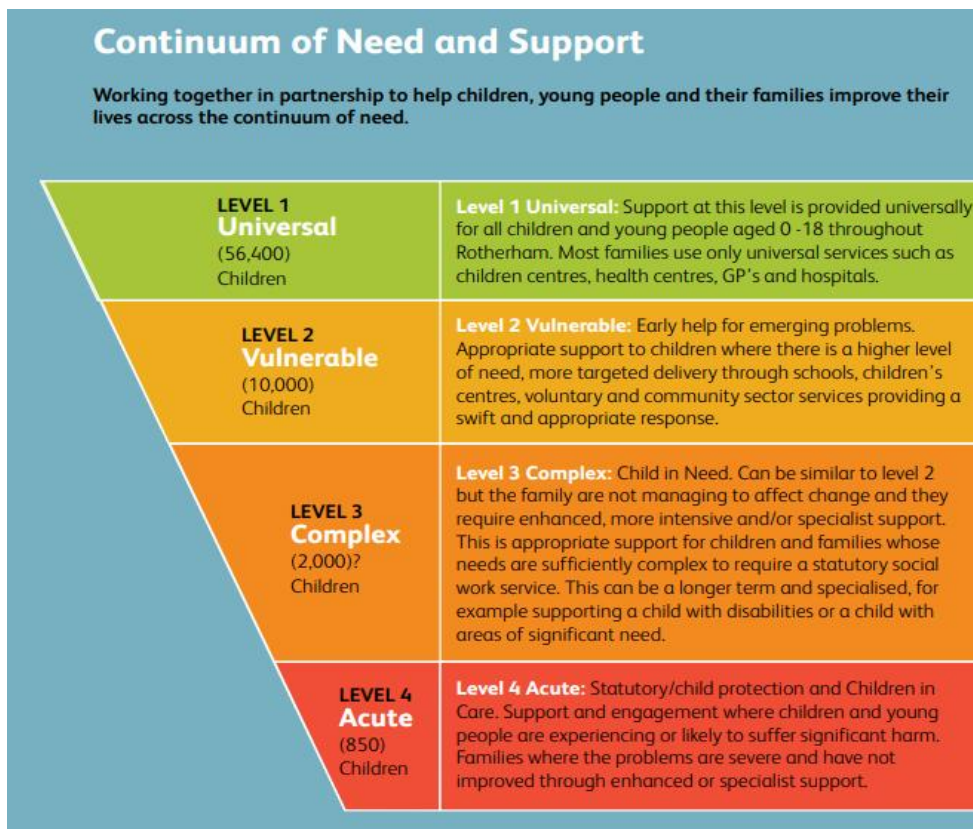 Continuum of Need and Support
Working together in partnership to help children, young people and their families improve their
lives across the continuum of need.
LEVEL 1
Universal
(56,400)
Children
Level 1 Universal: Support at this level is provided universally
for all children and young people aged 0 -18 throughout
Rotherham. Most families use only universal services such as
children centres, health centres, GP's and hospitals.
LEVEL 2
Vulnerable
(10,000)
Children
Level 2 Vulnerable: Early help for emerging problems.
Appropriate support to children where there is a higher level
of need, more targeted delivery through schools, children's
centres, voluntary and community sector services providing a
swift and appropriate response.
LEVEL 3
Complex
(2,000)?
Children
Level 3 Complex: Child in Need. Can be similar to level 2
but the family are not managing to affect change and they
require enhanced, more intensive and/or specialist support.
This is appropriate support for children and families whose
needs are sufficiently complex to require a statutory social
work service. This can be a longer term and specialised, for
example supporting a child with disabilities or a child with
areas of significant need.
LEVEL 4
Acute
(850)
Children
Level 4 Acute: Statutory/child protection and Children in
Care. Support and engagement where children and young
people are experiencing or likely to suffer significant harm.
Families where the problems are severe and have not
improved through enhanced or specialist support.